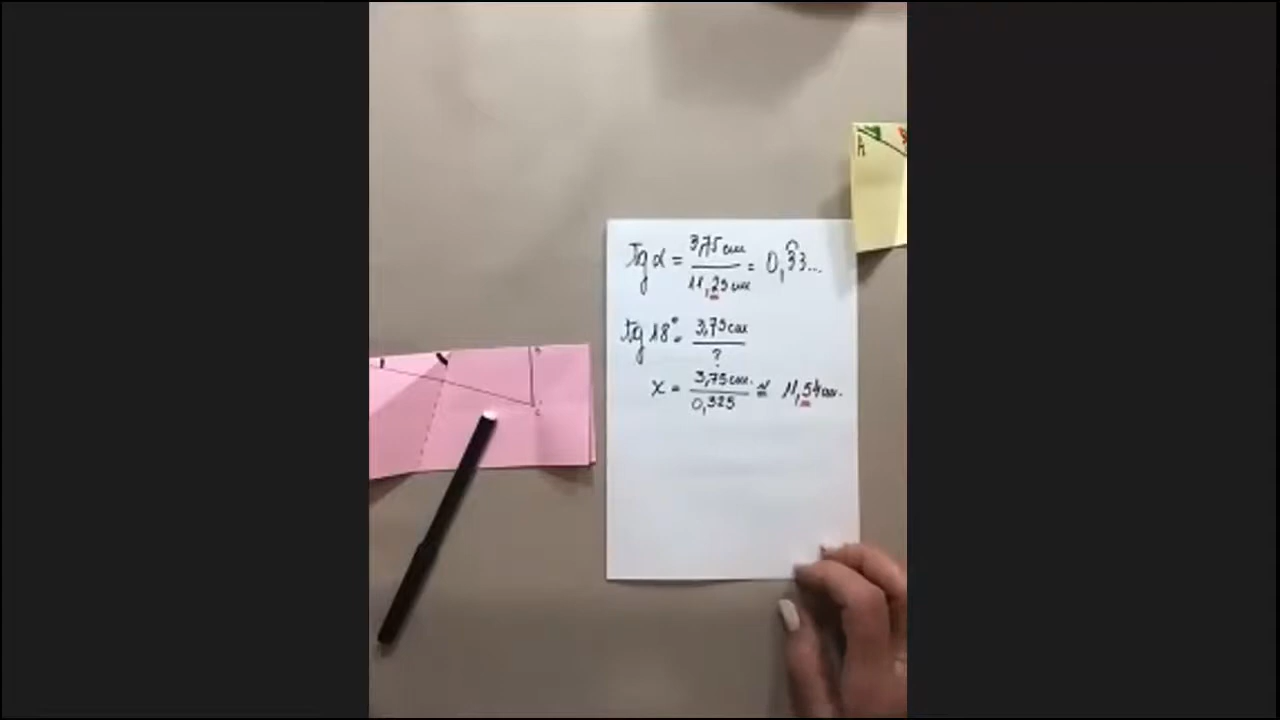 tg α = 3,75 cm / 11,25 cm = 0,33...
tg 18° = 3,75 cm / ?
x = 3,75 cm. / 0,325 ≈ 11,54 cm.
A